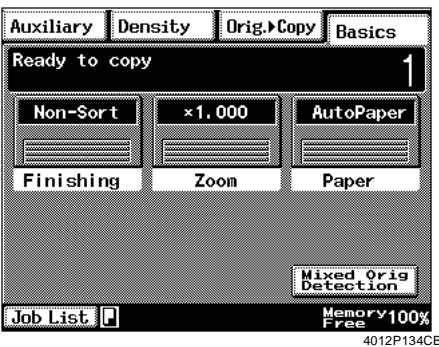 Auxiliary Density Orig.▶Copy Basics
Ready to copy 1
Non-Sort ×1.000 AutoPaper
Finishing Zoom Paper
Mixed Orig
Detection
Job List Memory 100%
Free
4012P134CB